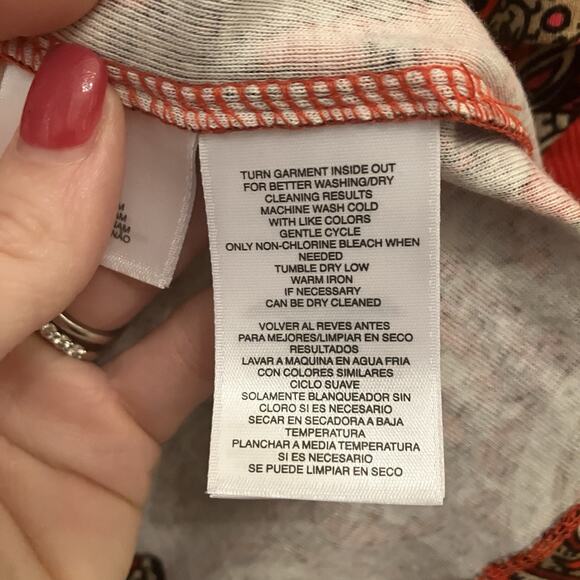 TURN GARMENT INSIDE OUT
FOR BETTER WASHING/DRY
CLEANING RESULTS
MACHINE WASH COLD
WITH LIKE COLORS
GENTLE CYCLE
ONLY NON-CHLORINE BLEACH WHEN
NEEDED
TUMBLE DRY LOW
WARM IRON
IF NECESSARY
CAN BE DRY CLEANED
VOLVER AL REVES ANTES
PARA MEJORES/LIMPIAR EN SECO
RESULTADOS
LAVAR A MAQUINA EN AGUA FRIA
CON COLORES SIMILARES
CICLO SUAVE
SOLAMENTE BLANQUEADOR SIN
CLORO SI ES NECESARIO
SECAR EN SECADORA A BAJA
TEMPERATURA
PLANCHAR A MEDIA TEMPERATURA
SI ES NECESARIO
SE PUEDE LIMPIAR EN SECO